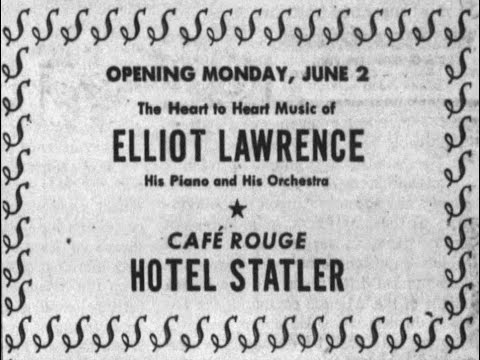 OPENING MONDAY, JUNE 2
The Heart to Heart Music of
ELLIOT LAWRENCE
His Piano and His Orchestra
★
CAFÉ ROUGE
HOTEL STATLER